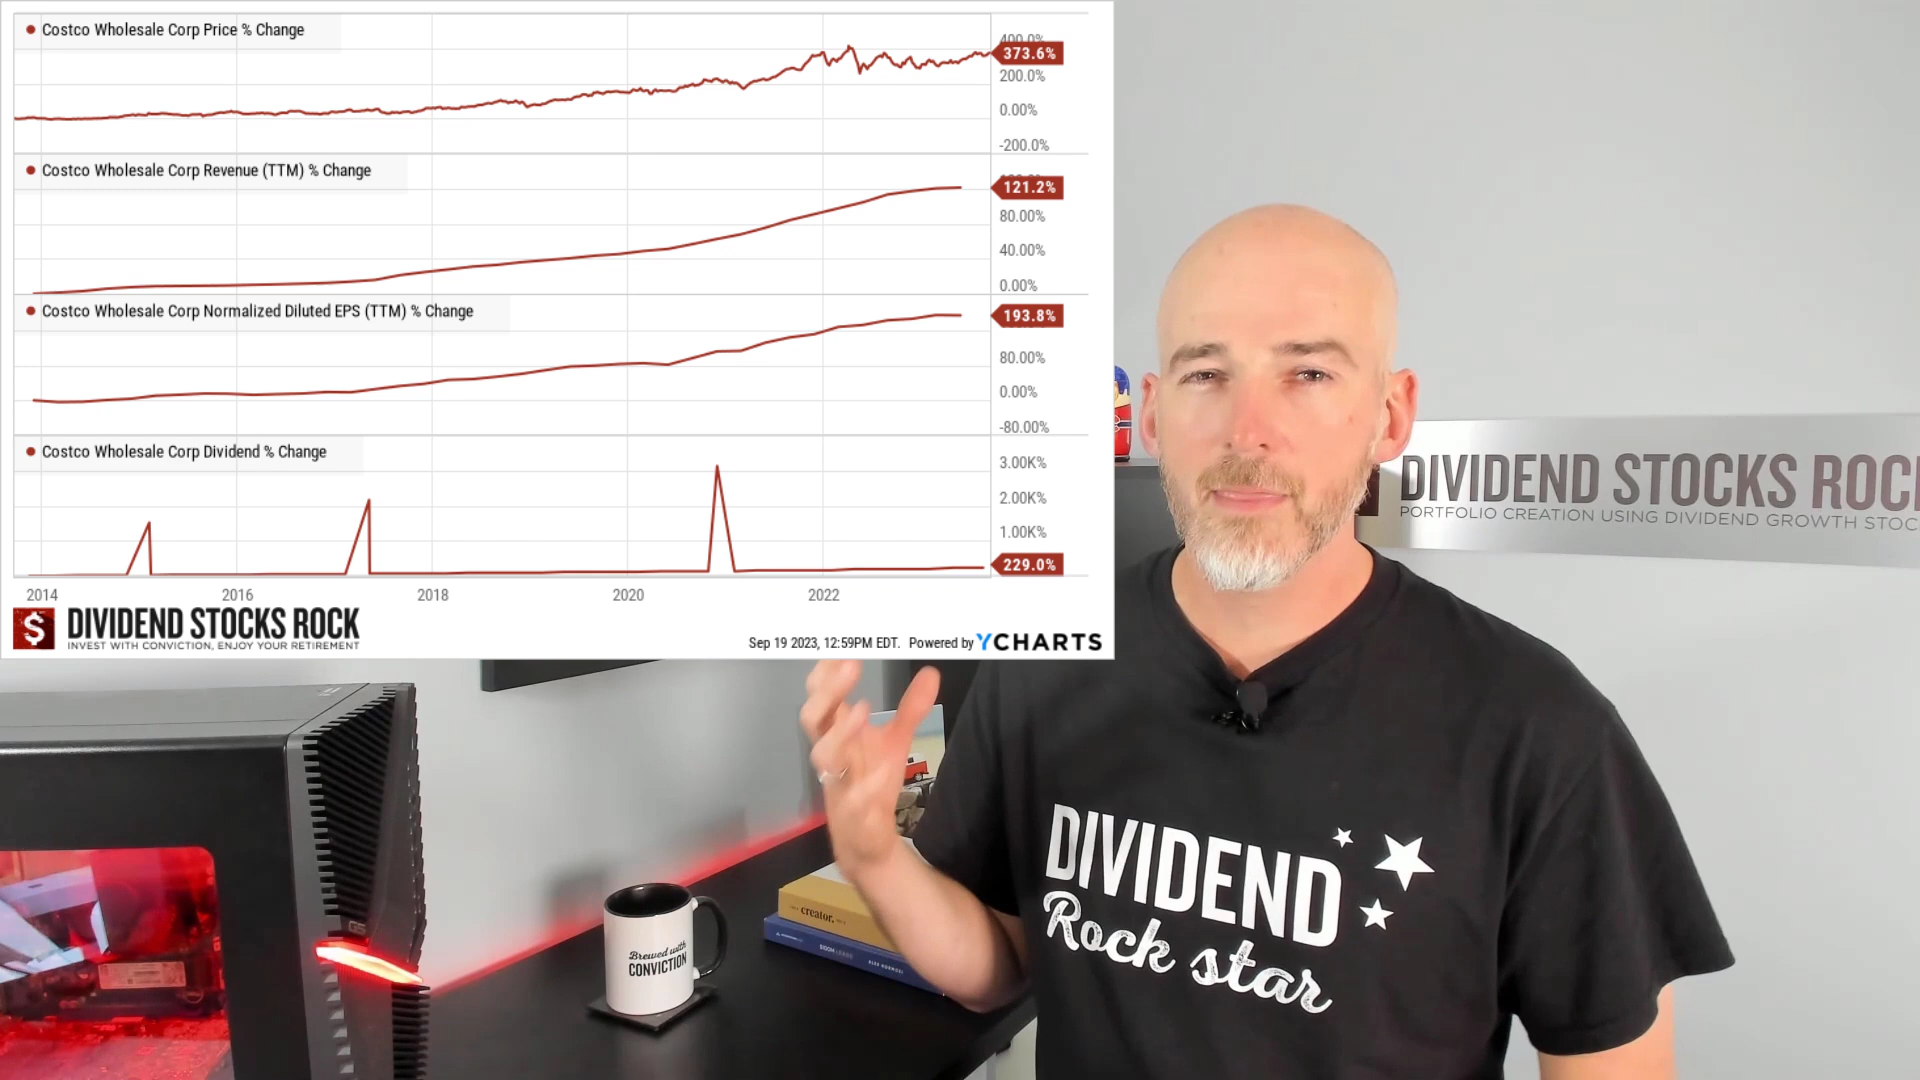 Costco Wholesale Corp Price % Change
400.0%
373.6%
200.0%
0.00%
-200.0%
Costco Wholesale Corp Revenue (TTM) % Change
121.2%
80.00%
40.00%
0.00%
Costco Wholesale Corp Normalized Diluted EPS (TTM) % Change
193.8%
80.00%
0.00%
-80.00%
Costco Wholesale Corp Dividend % Change
3.00K%
2.00K%
1.00K%
229.0%
2014 2016 2018 2020 2022
$ DIVIDEND STOCKS ROCK
INVEST WITH CONVICTION, ENJOY YOUR RETIREMENT
Sep 19 2023, 12:59PM EDT. Powered by YCHARTS
DIVIDEND STOCKS ROC
PORTFOLIO CREATION USING DIVIDEND GROWTH STOC
DIVIDEND
Rock star
Brewed with
CONVICTION
creator.
G5